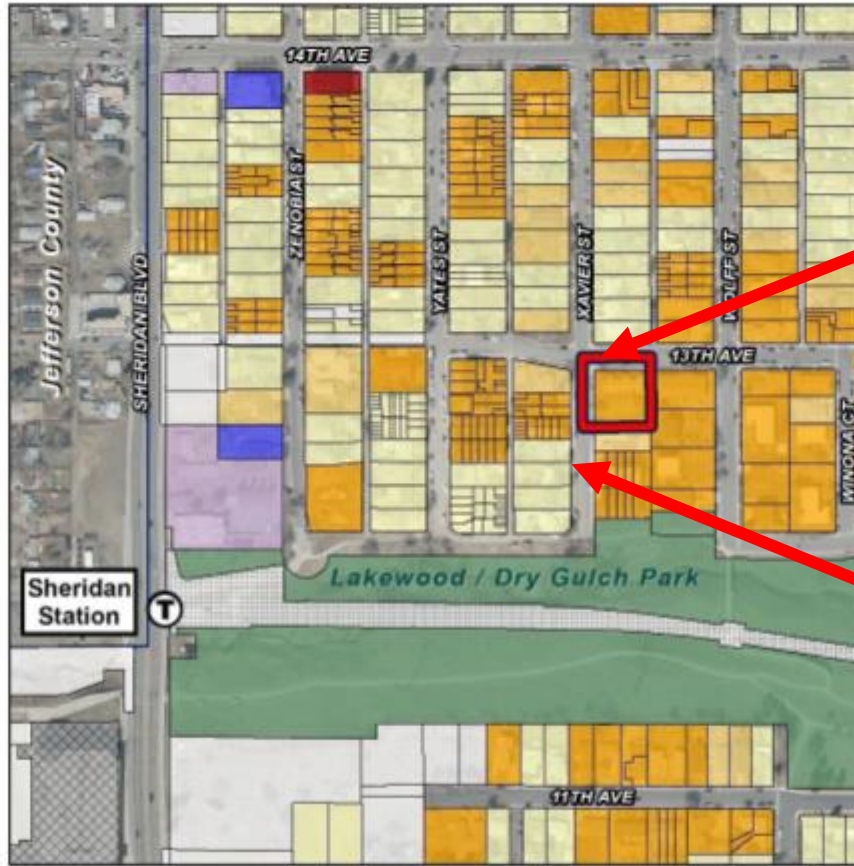 14TH AVE
Jefferson County
SHERIDAN BLVD
ZENOBIA ST
YATES ST
XAVIER ST
WOLFF ST
13TH AVE
WINONA CT
Lakewood / Dry Gulch Park
Sheridan
Station
T
11TH AVE